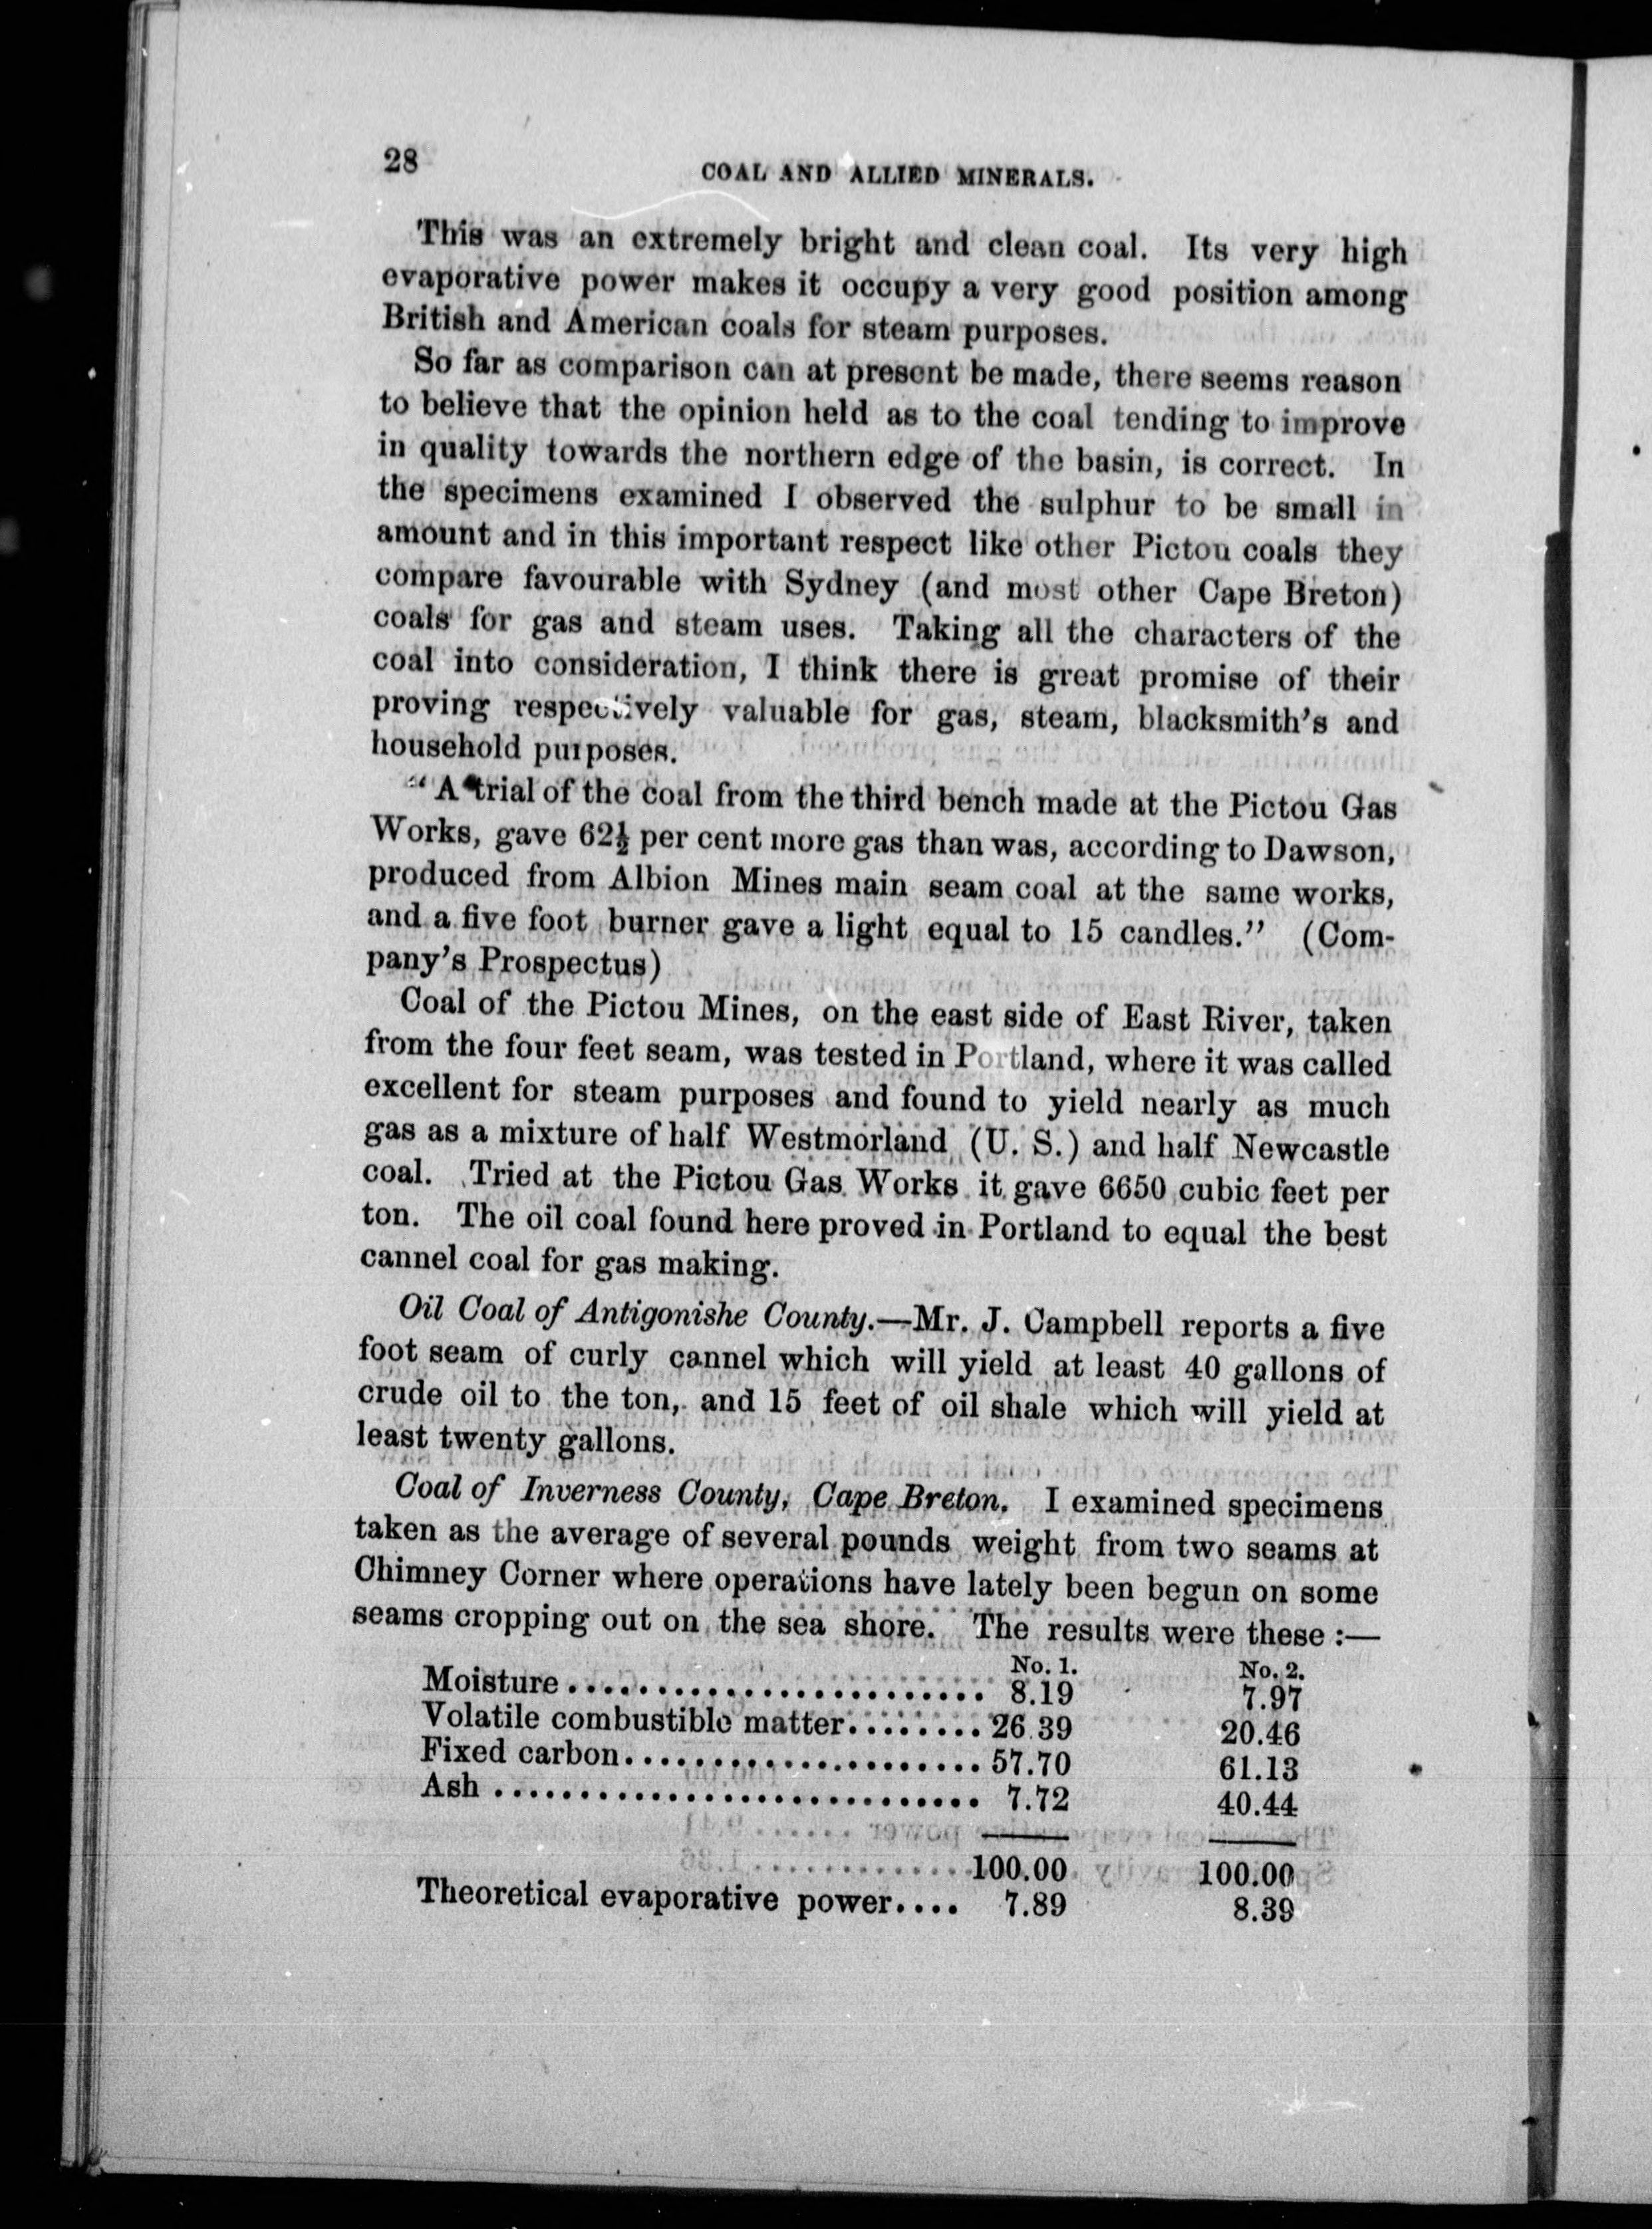 28
COAL AND ALLIED MINERALS.
This was an extremely bright and clean coal. Its very high
evaporative power makes it occupy a very good position among
British and American coals for steam purposes.
So far as comparison can at present be made, there seems reason
to believe that the opinion held as to the coal tending to improve
in quality towards the northern edge of the basin, is correct. In
the specimens examined I observed the sulphur to be small in
amount and in this important respect like other Pictou coals they
compare favourable with Sydney (and most other Cape Breton)
coals for gas and steam uses. Taking all the characters of the
coal into consideration, I think there is great promise of their
proving respectively valuable for gas, steam, blacksmith's and
household purposes.
"A trial of the coal from the third bench made at the Pictou Gas
Works, gave 62½ per cent more gas than was, according to Dawson,
produced from Albion Mines main seam coal at the same works,
and a five foot burner gave a light equal to 15 candles." (Com-
pany's Prospectus)
Coal of the Pictou Mines, on the east side of East River, taken
from the four feet seam, was tested in Portland, where it was called
excellent for steam purposes and found to yield nearly as much
gas as a mixture of half Westmorland (U. S.) and half Newcastle
coal. Tried at the Pictou Gas Works it gave 6650 cubic feet per
ton. The oil coal found here proved in Portland to equal the best
cannel coal for gas making.
Oil Coal of Antigonishe County.—Mr. J. Campbell reports a five
foot seam of curly cannel which will yield at least 40 gallons of
crude oil to the ton, and 15 feet of oil shale which will yield at
least twenty gallons.
Coal of Inverness County, Cape Breton. I examined specimens
taken as the average of several pounds weight from two seams at
Chimney Corner where operations have lately been begun on some
seams cropping out on the sea shore. The results were these :—
No. 1. No. 2.
Moisture........................ 8.19 7.97
Volatile combustible matter........ 26.39 20.46
Fixed carbon.................... 57.70 61.13
Ash ............................ 7.72 40.44
100.00 100.00
Theoretical evaporative power.... 7.89 8.39